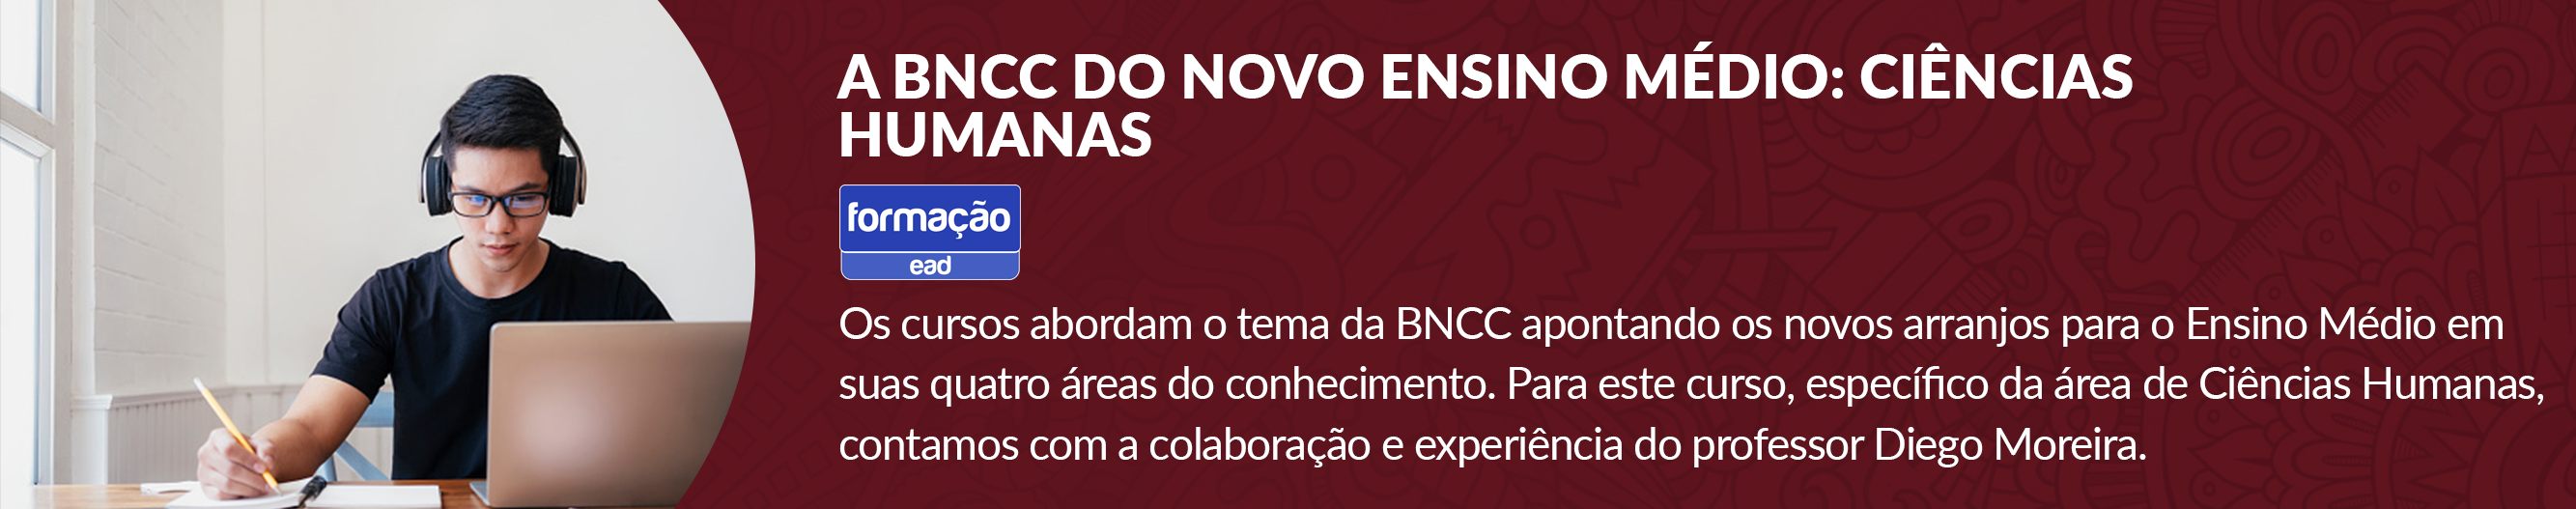 A BNCC DO NOVO ENSINO MÉDIO: CIÊNCIAS
HUMANAS
formação
ead
Os cursos abordam o tema da BNCC apontando os novos arranjos para o Ensino Médio em
suas quatro áreas do conhecimento. Para este curso, específico da área de Ciências Humanas,
contamos com a colaboração e experiência do professor Diego Moreira.